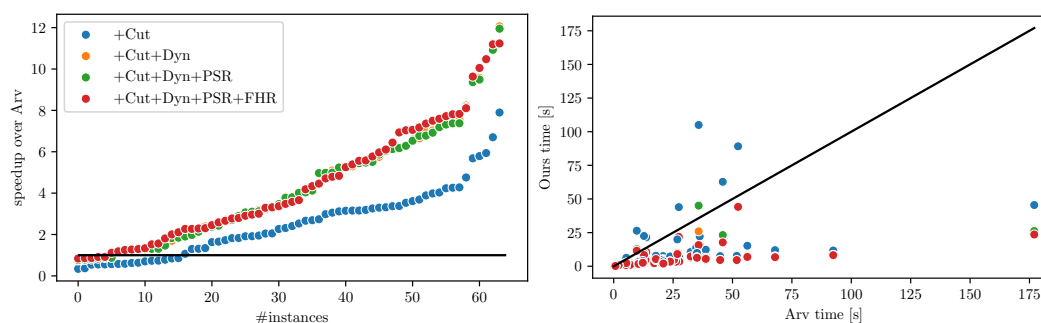 12
10
8
6
4
2
0
speedup over Arv
+Cut
+Cut+Dyn
+Cut+Dyn+PSR
+Cut+Dyn+PSR+FHR
0 10 20 30 40 50 60
#instances
175
150
125
100
75
50
25
0
Ours time [s]
0 25 50 75 100 125 150 175
Arv time [s]